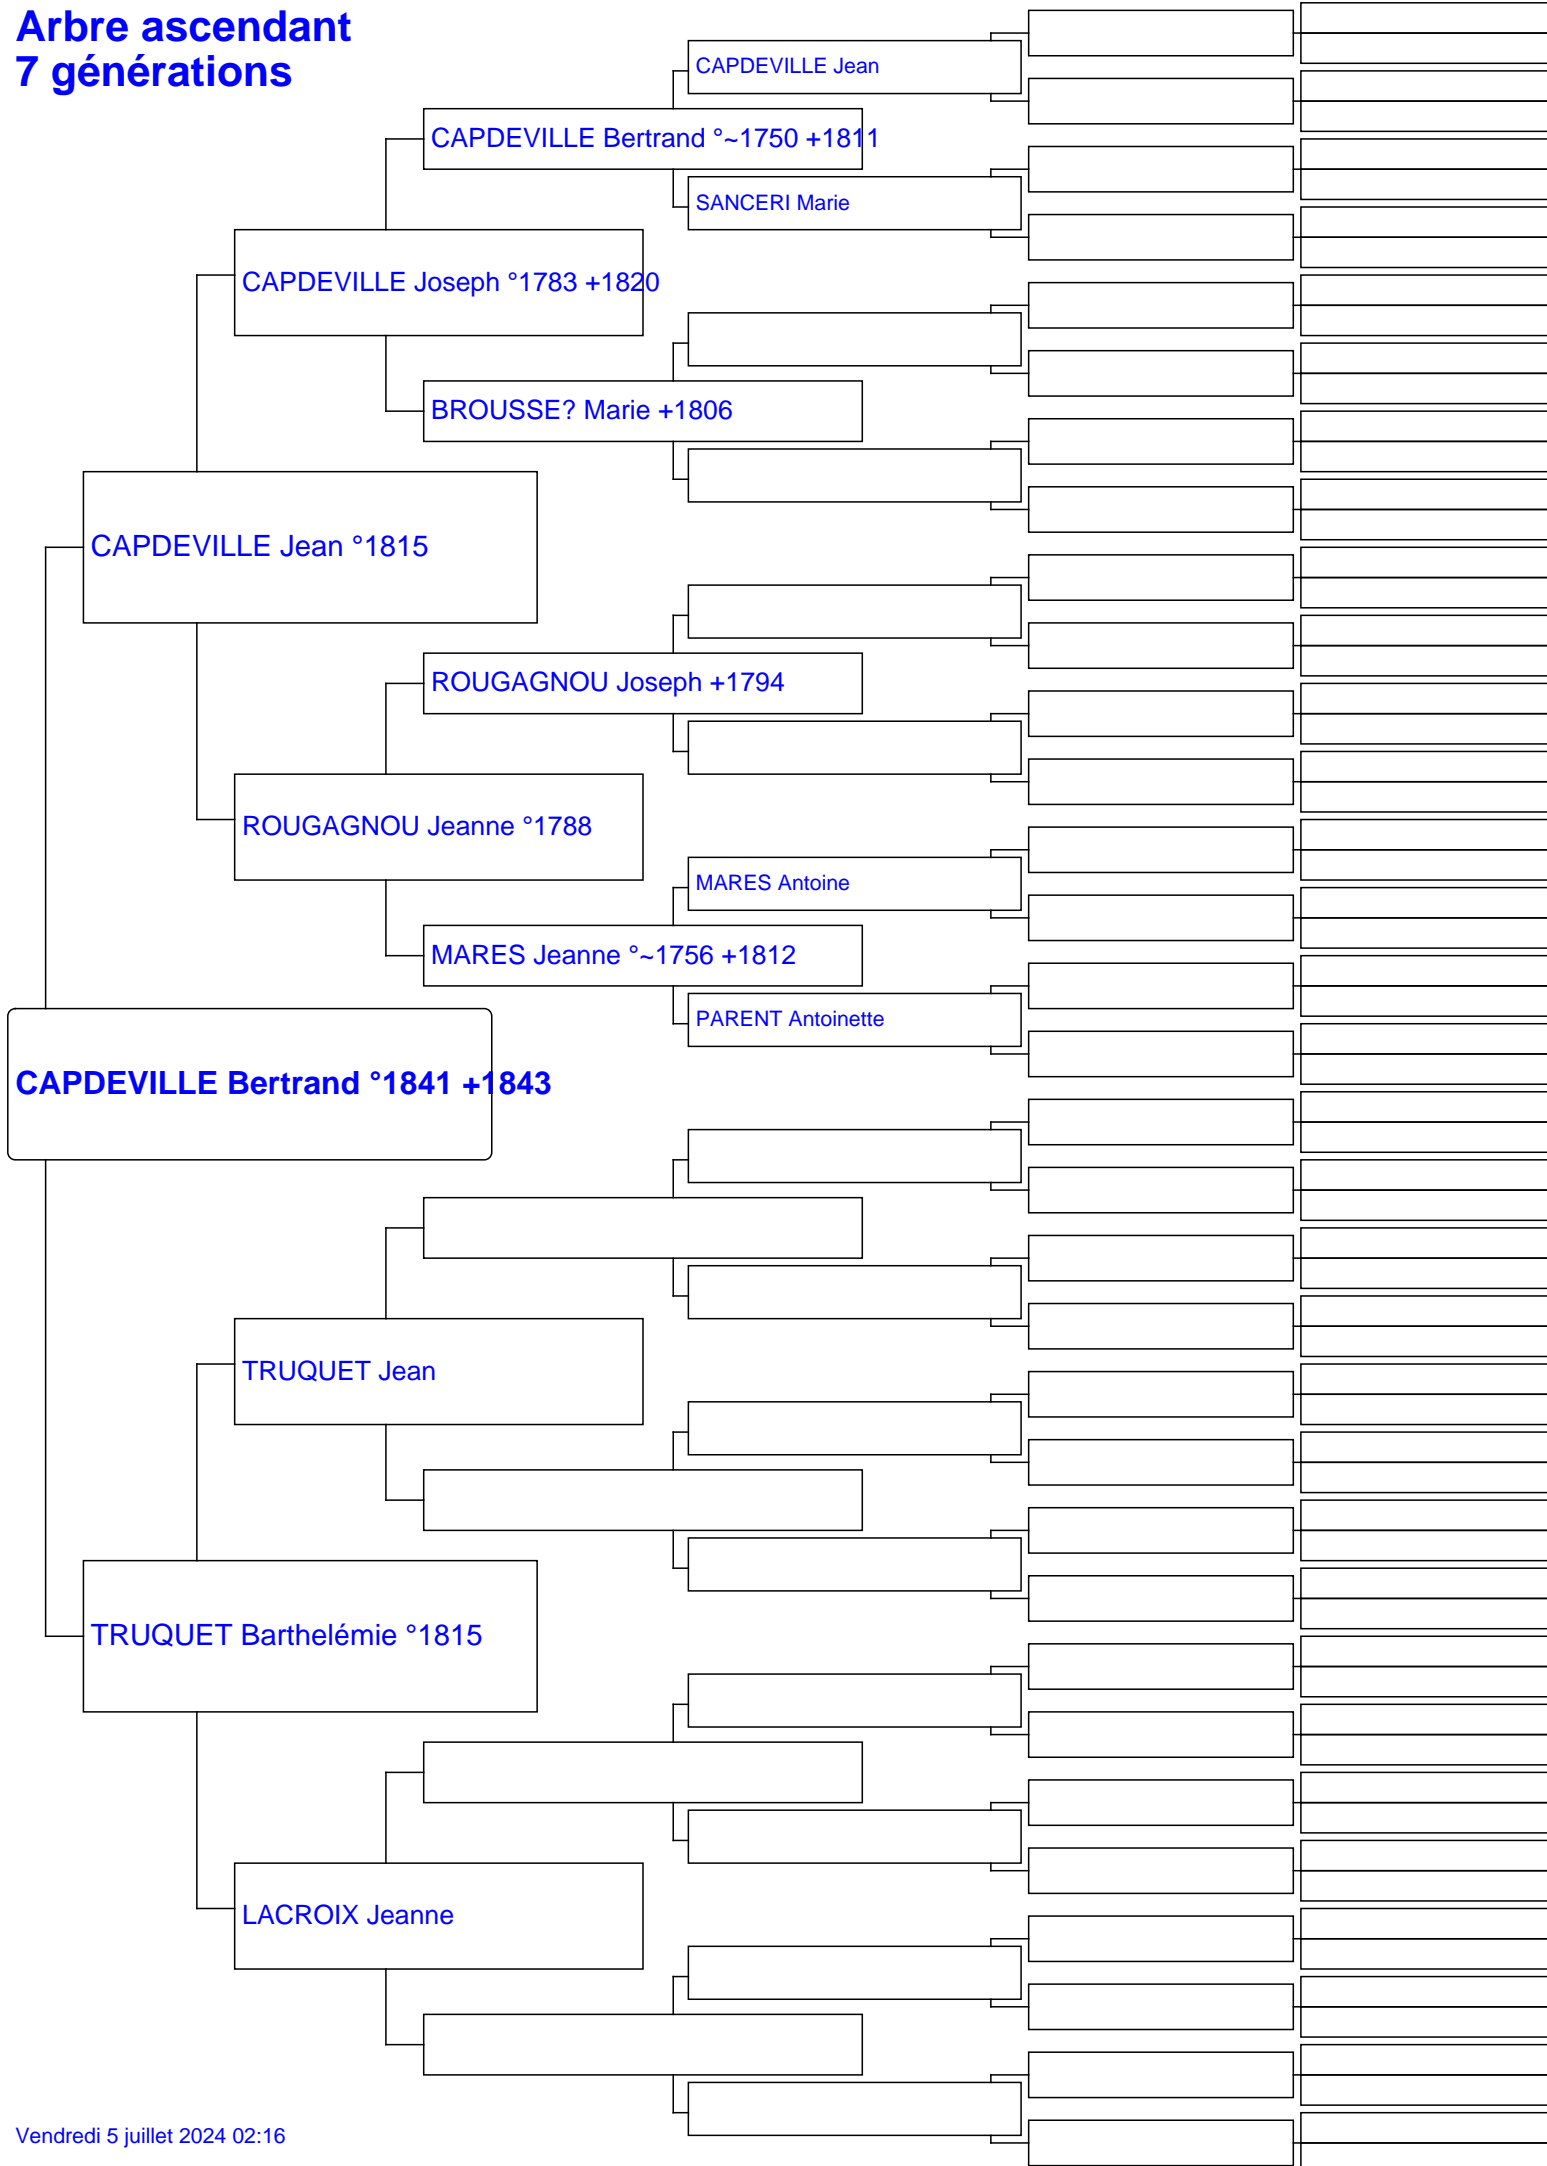 Arbre ascendant
7 générations
CAPDEVILLE Jean
CAPDEVILLE Bertrand °~1750 +1811
SANCERI Marie
CAPDEVILLE Joseph °1783 +1820
BROUSSE? Marie +1806
CAPDEVILLE Jean °1815
ROUGAGNOU Joseph +1794
ROUGAGNOU Jeanne °1788
MARES Antoine
MARES Jeanne °~1756 +1812
PARENT Antoinette
CAPDEVILLE Bertrand °1841 +1843
TRUQUET Jean
TRUQUET Barthelémie °1815
LACROIX Jeanne
Vendredi 5 juillet 2024 02:16